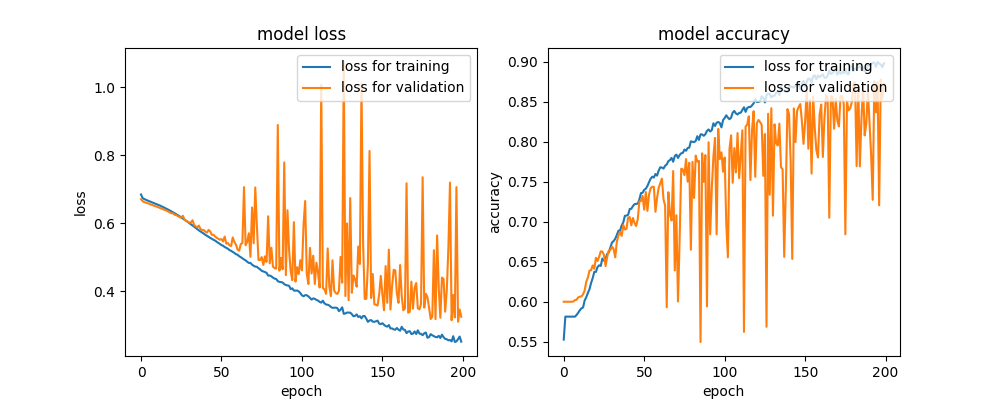 model loss
loss for training
loss for validation
1.0
0.8
0.6
0.4
loss
0
50
100
150
200
epoch
model accuracy
loss for training
loss for validation
0.90
0.85
0.80
0.75
0.70
0.65
0.60
0.55
accuracy
0
50
100
150
200
epoch